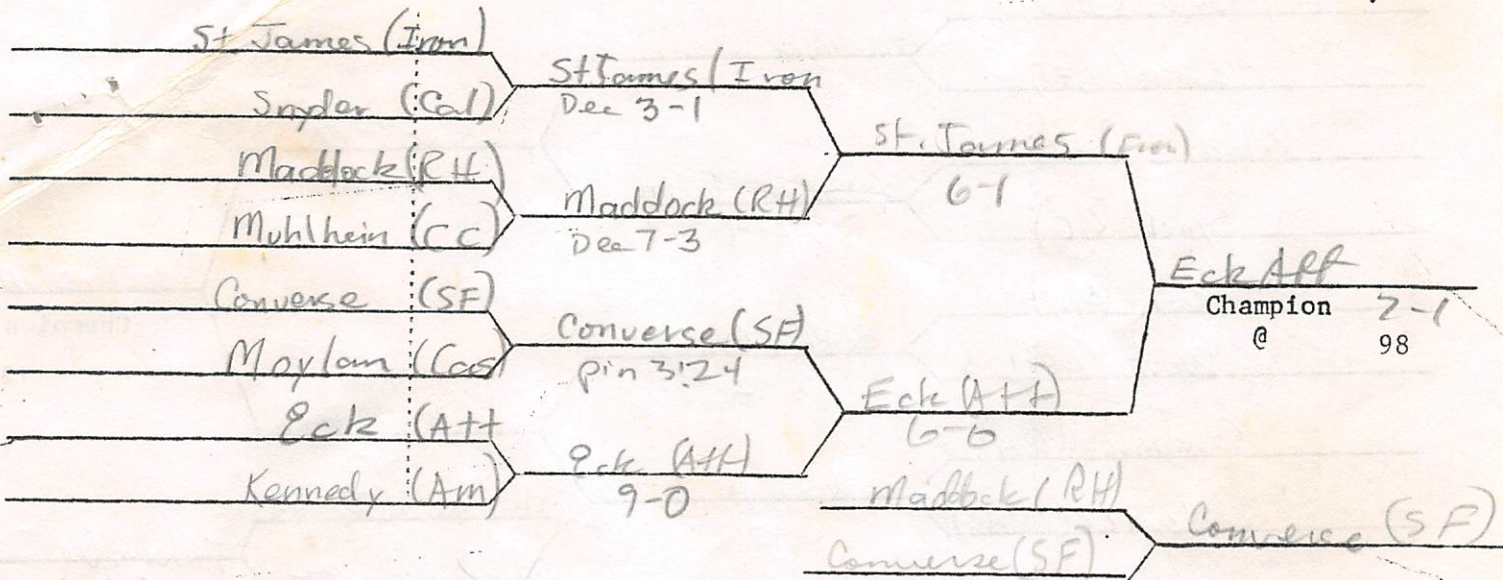 St. James (Iron)
Snyder (Cal)
Maddock (RH)
Muhlhein (CC)
Converse (SF)
Moylan (Cas)
Eck (Att
Kennedy (Am)
St James (Iron
Dec 3-1
Maddock (RH)
Dec 7-3
Converse (SF)
pin 3:24
Eck (Att)
9-0
St. James (Iron)
6-1
Eck (Att)
6-6
Maddock (RH)
Converse (SF)
Eck Att
Champion 2-1
@ 98
Converse (SF)